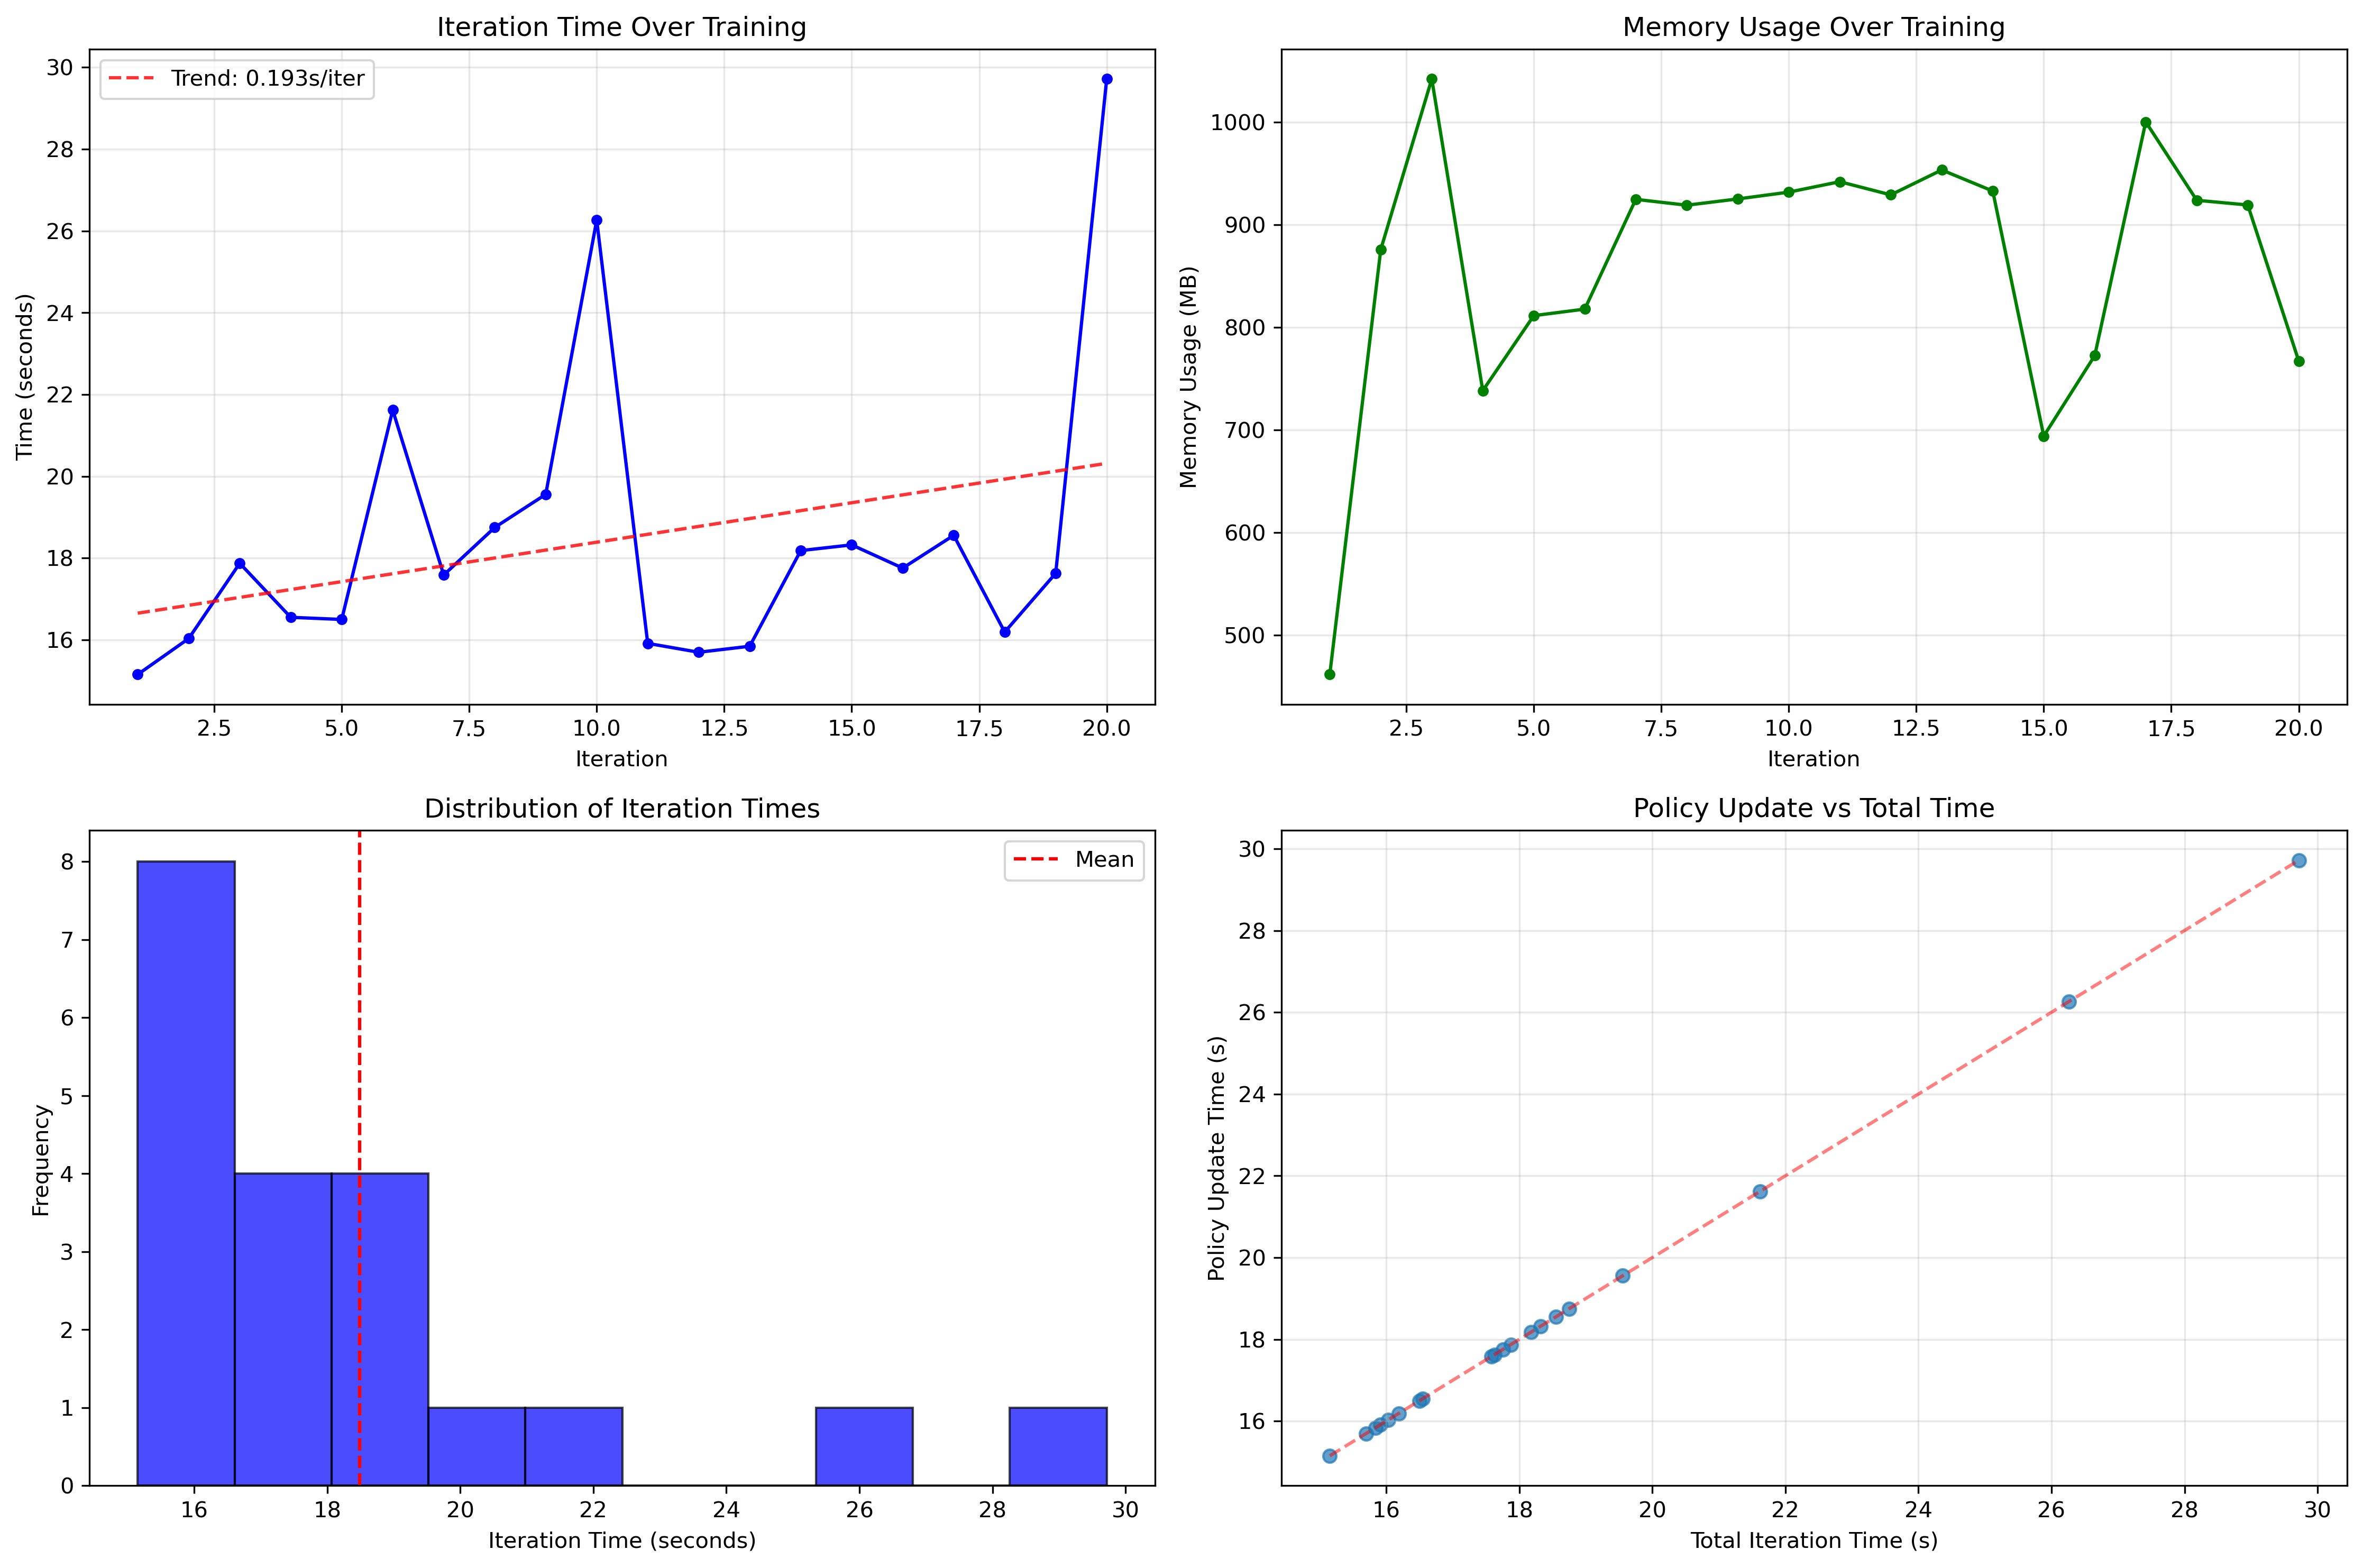 Iteration Time Over Training
Trend: 0.193s/iter
30
28
26
24
22
20
18
16
Time (seconds)
2.5 5.0 7.5 10.0 12.5 15.0 17.5 20.0
Iteration
Memory Usage Over Training
1000
900
800
700
600
500
Memory Usage (MB)
2.5 5.0 7.5 10.0 12.5 15.0 17.5 20.0
Iteration
Distribution of Iteration Times
Mean
8
7
6
5
4
3
2
1
0
Frequency
16 18 20 22 24 26 28 30
Iteration Time (seconds)
Policy Update vs Total Time
30
28
26
24
22
20
18
16
Policy Update Time (s)
16 18 20 22 24 26 28 30
Total Iteration Time (s)